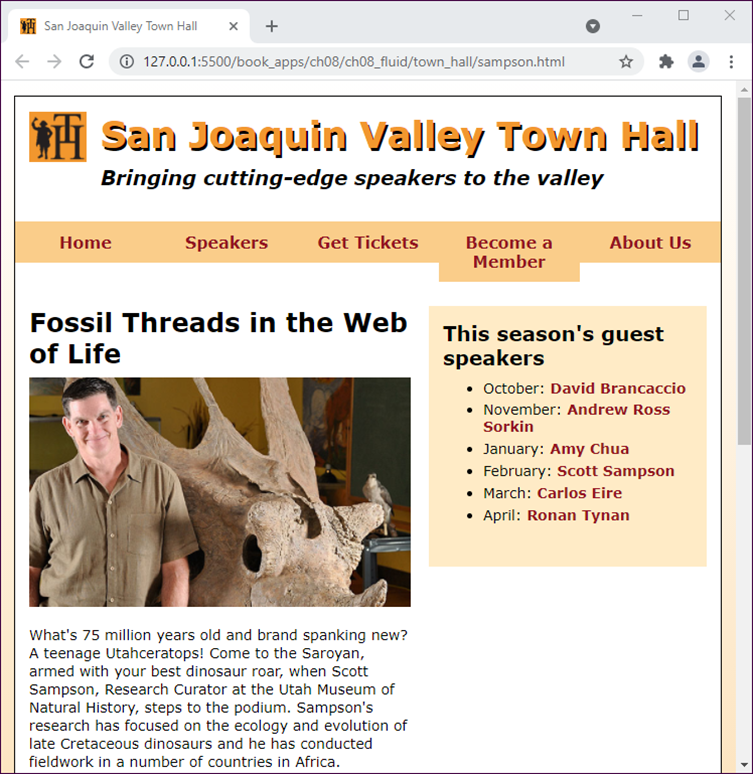 San Joaquin Valley Town Hall
127.0.0.1:5500/book_apps/ch08/ch08_fluid/town_hall/sampson.html
TH
San Joaquin Valley Town Hall
Bringing cutting-edge speakers to the valley
Home Speakers Get Tickets Become a Member About Us
Fossil Threads in the Web
of Life
What's 75 million years old and brand spanking new?
A teenage Utahceratops! Come to the Saroyan,
armed with your best dinosaur roar, when Scott
Sampson, Research Curator at the Utah Museum of
Natural History, steps to the podium. Sampson's
research has focused on the ecology and evolution of
late Cretaceous dinosaurs and he has conducted
fieldwork in a number of countries in Africa.
This season's guest
speakers
October: David Brancaccio
November: Andrew Ross
Sorkin
January: Amy Chua
February: Scott Sampson
March: Carlos Eire
April: Ronan Tynan